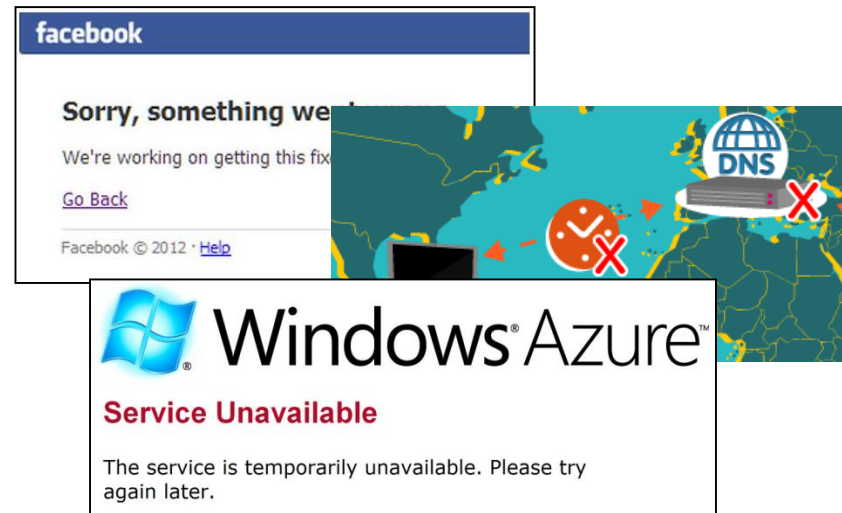 facebook
Sorry, something we
We're working on getting this fix
Go Back
Facebook © 2012 · Help
DNS
Windows® Azure™
Service Unavailable
The service is temporarily unavailable. Please try
again later.